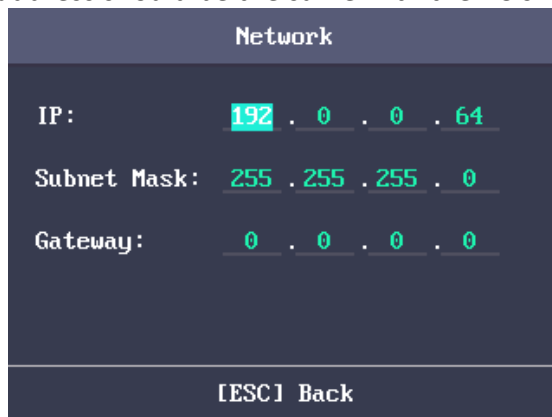 Network
IP: 192 . 0 . 0 . 64
Subnet Mask: 255 . 255 . 255 . 0
Gateway: 0 . 0 . 0 . 0
[ESC] Back